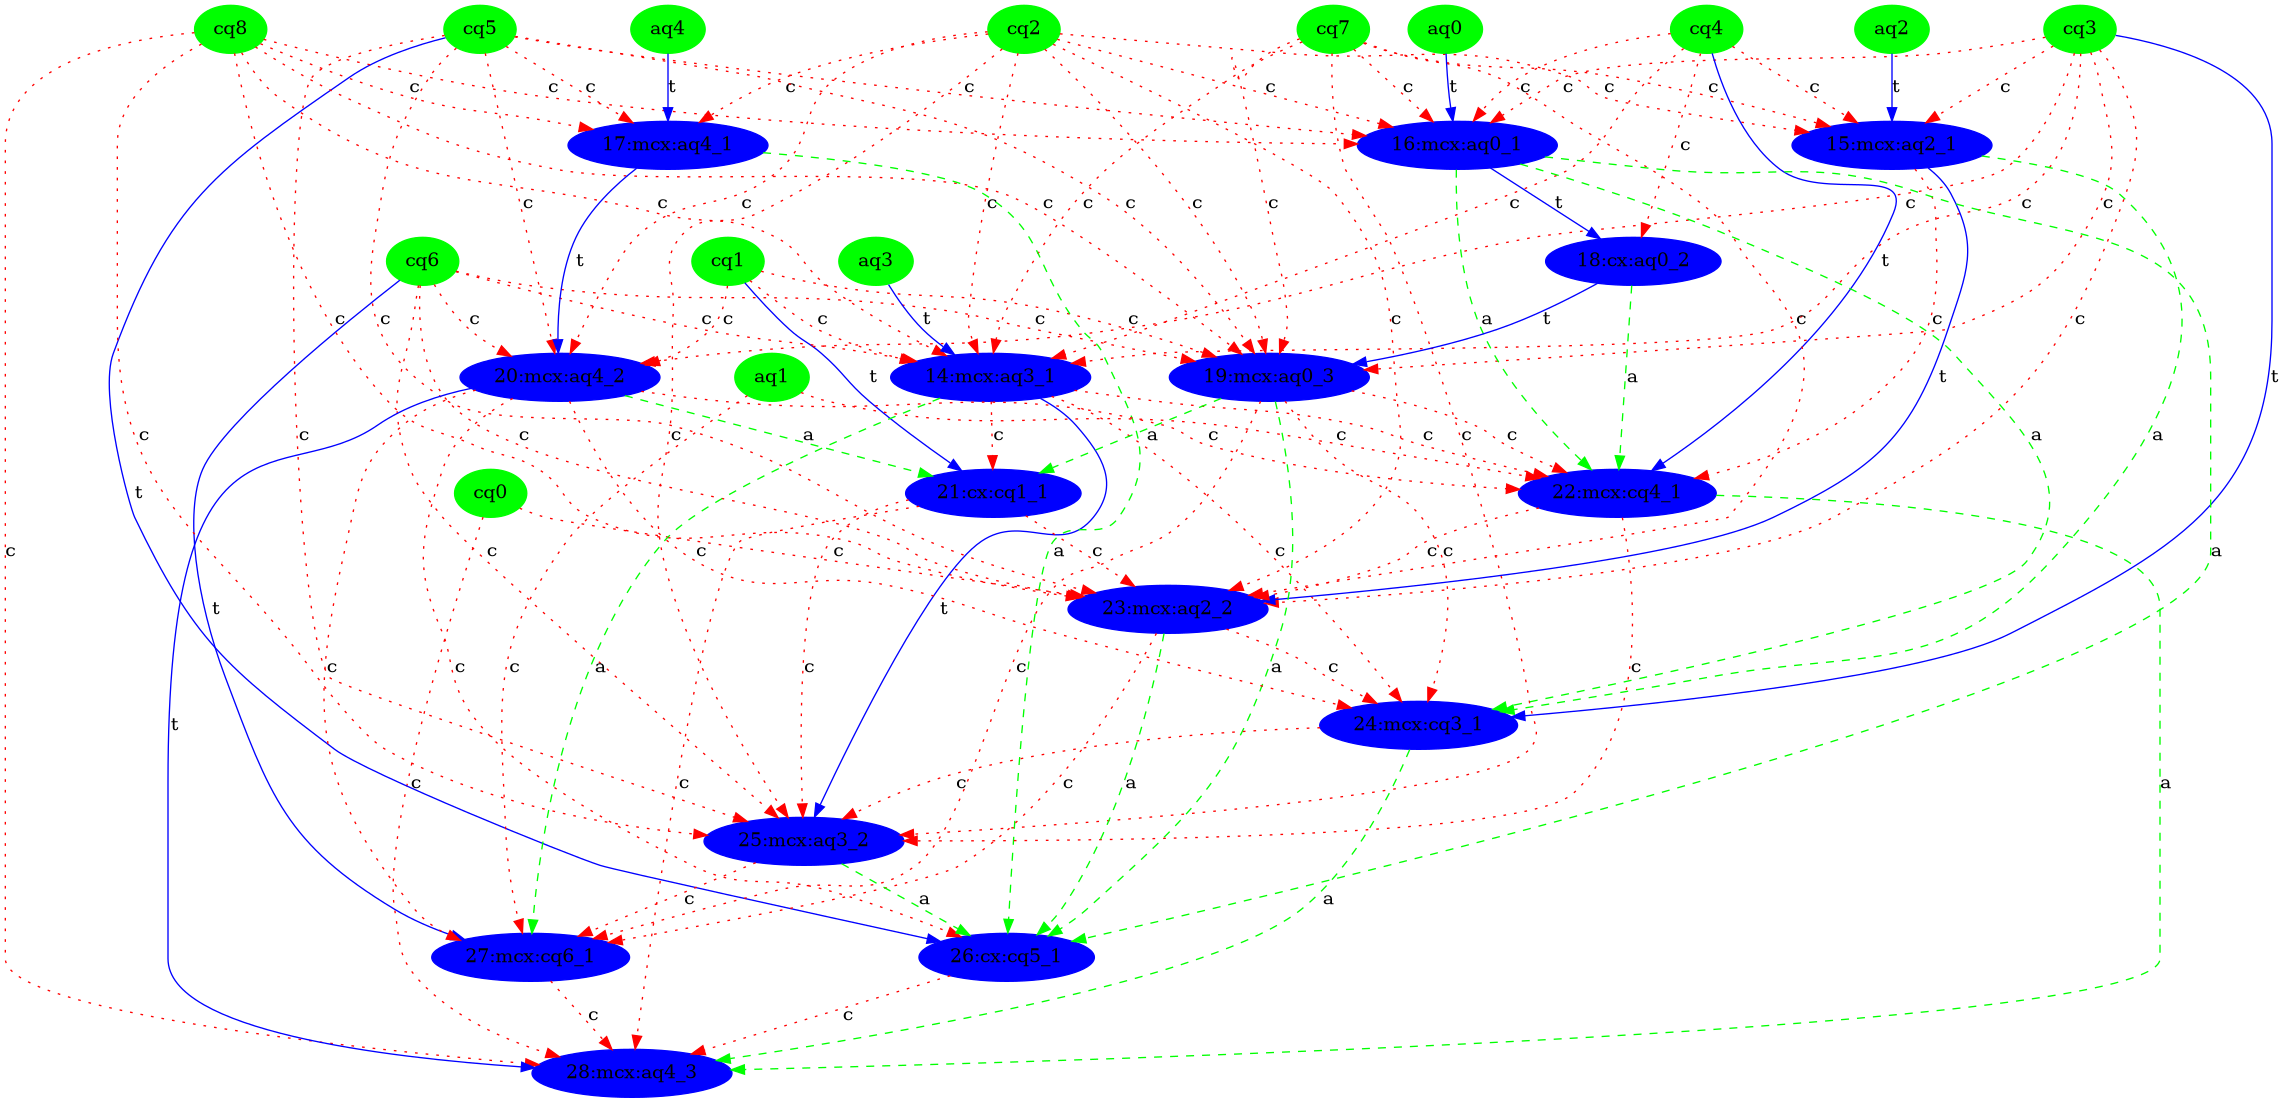 cq8 cq5 aq4 cq2 cq7 aq0 cq4 aq2 cq3
c c t c c c t c c c c c t c
17:mcx:aq4_1 16:mcx:aq0_1 15:mcx:aq2_1
c
c c c c c c c c c c c t c c
cq6 cq1 aq3 18:cx:aq0_2
t
c c c c t c c a c c t c
t a
20:mcx:aq4_2 aq1 14:mcx:aq3_1 19:mcx:aq0_3 t t
c c c a c c a c c c c a a
t cq0 21:cx:cq1_1 22:mcx:cq4_1
c c c c c a c c c c a
t c t 23:mcx:aq2_2
c c c c a c a c c
t 24:mcx:cq3_1
c c c c a a
25:mcx:aq3_2
c a a
27:mcx:cq6_1 26:cx:cq5_1
c c
28:mcx:aq4_3